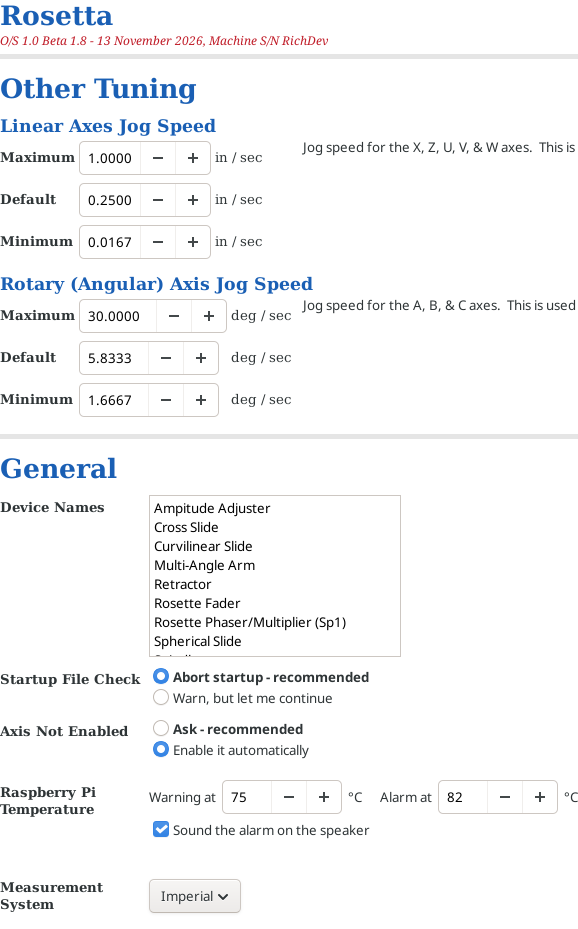 Rosetta
O/S 1.0 Beta 1.8 - 13 November 2026, Machine S/N RichDev
Other Tuning
Linear Axes Jog Speed
Maximum 1.0000 − + in / sec Jog speed for the X, Z, U, V, & W axes. This is
Default 0.2500 − + in / sec
Minimum 0.0167 − + in / sec
Rotary (Angular) Axis Jog Speed
Maximum 30.0000 − + deg / sec Jog speed for the A, B, & C axes. This is used
Default 5.8333 − + deg / sec
Minimum 1.6667 − + deg / sec
General
Device Names
Ampitude Adjuster
Cross Slide
Curvilinear Slide
Multi-Angle Arm
Retractor
Rosette Fader
Rosette Phaser/Multiplier (Sp1)
Spherical Slide
Startup File Check Abort startup - recommended
Warn, but let me continue
Axis Not Enabled Ask - recommended
Enable it automatically
Raspberry Pi
Temperature
Warning at 75 − + °C Alarm at 82 − + °C
Sound the alarm on the speaker
Measurement
System
Imperial